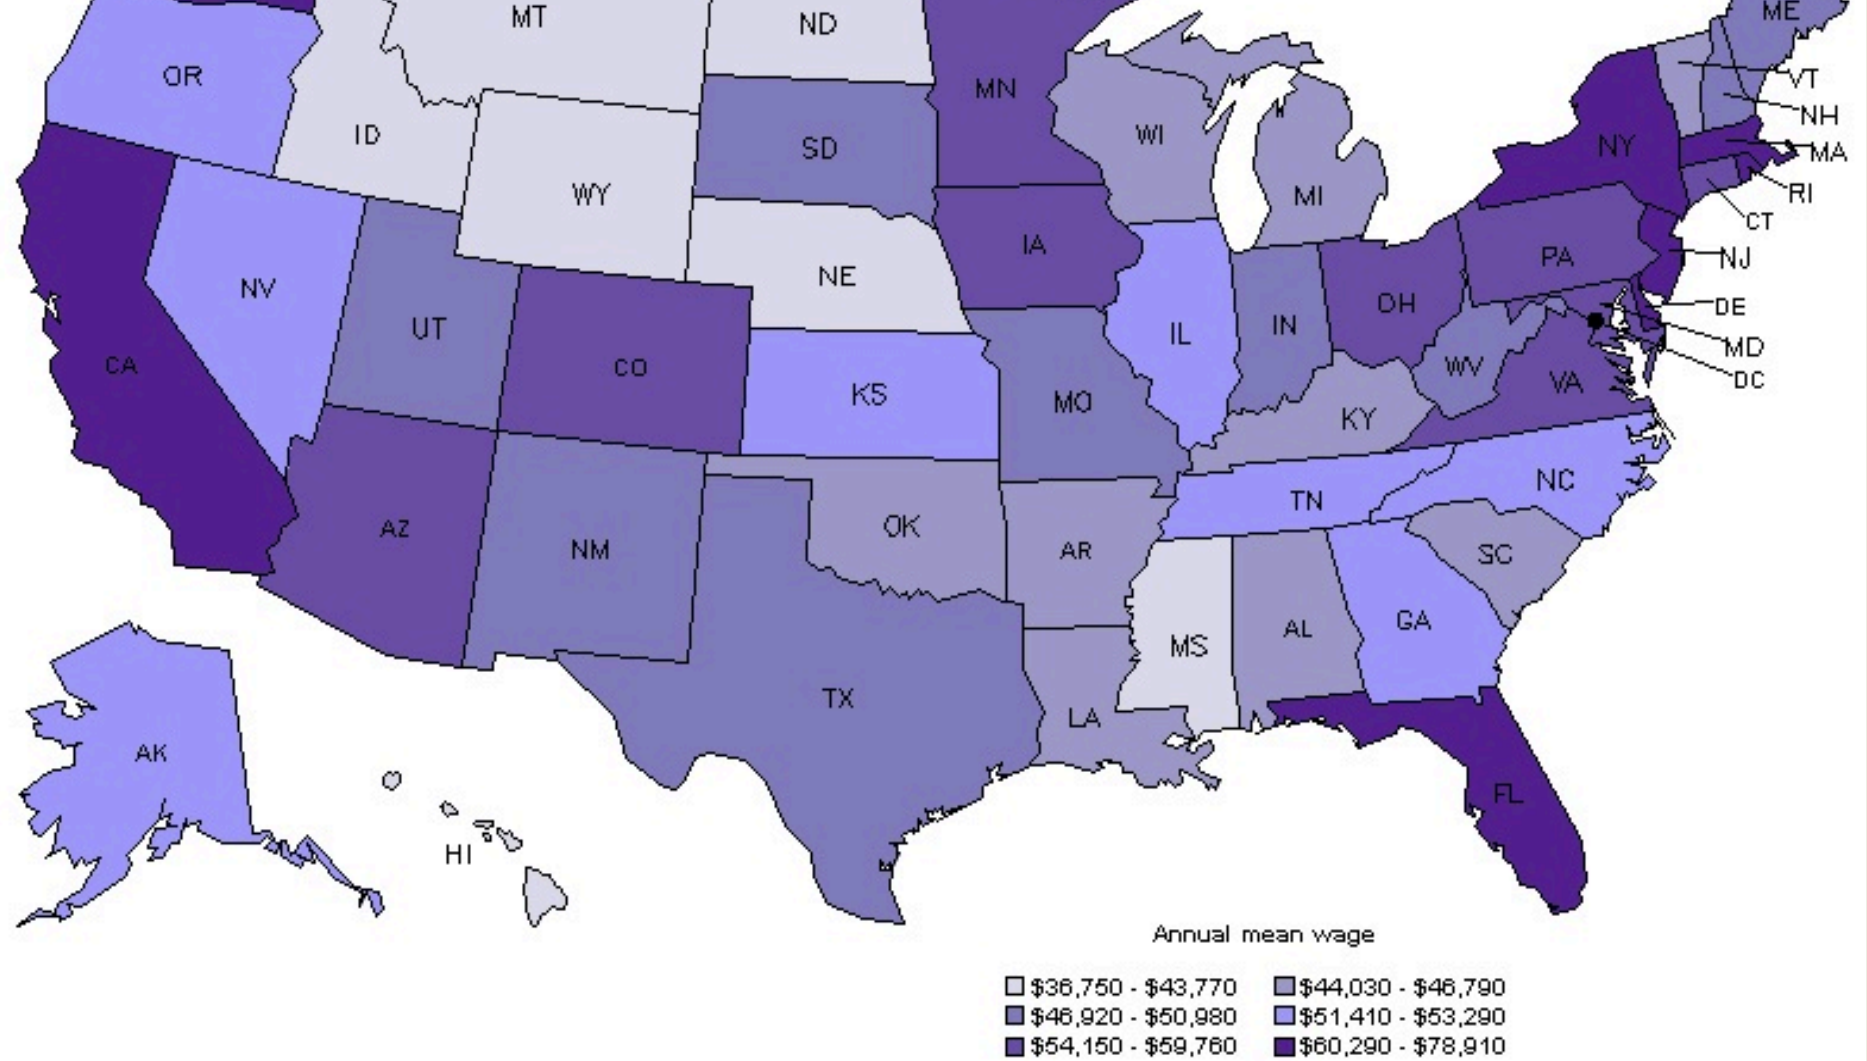 ME
MT
ND
OR
MN
VT
NH
ID
WI
NY
SD
MA
WY
MI
RI
CT
IA
PA
NJ
NE
NV
OH
DE
UT
IN
IL
MD
CA
CO
WV
VA
DC
KS
MO
KY
NC
TN
AZ
OK
NM
AR
SC
GA
AL
MS
TX
LA
AK
FL
HI
Annual mean wage
$36,750 - $43,770 $44,030 - $46,790
$46,920 - $50,980 $51,410 - $53,290
$54,150 - $59,760 $60,290 - $78,910